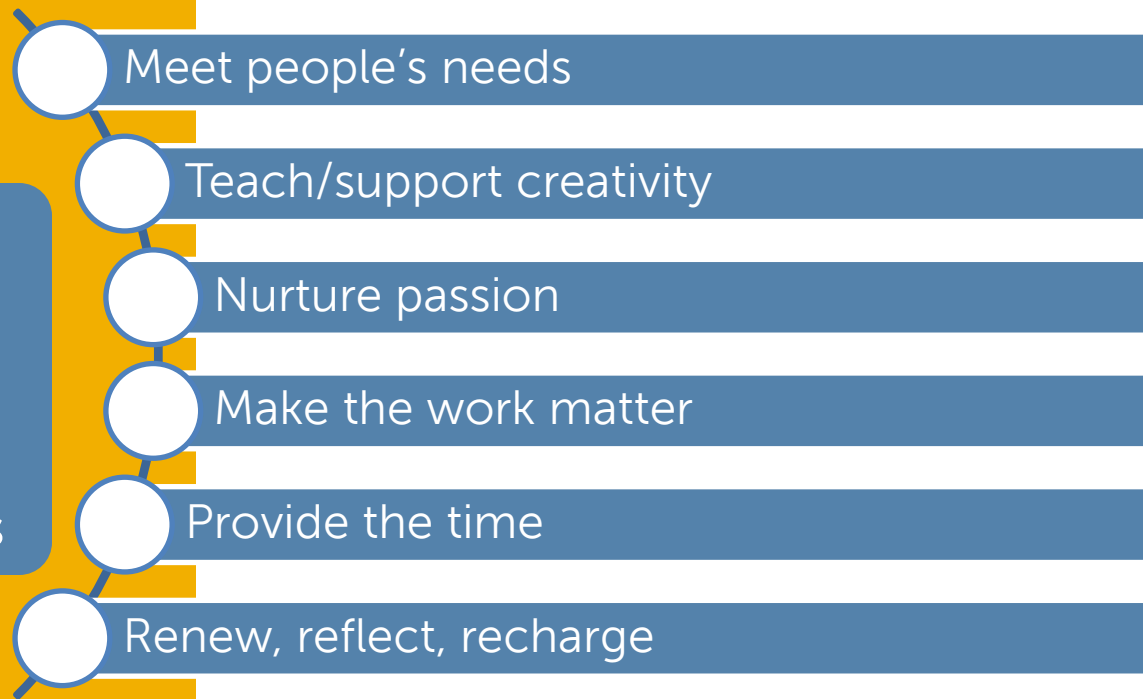 Meet people's needs
Teach/support creativity
Nurture passion
Make the work matter
Provide the time
Renew, reflect, recharge